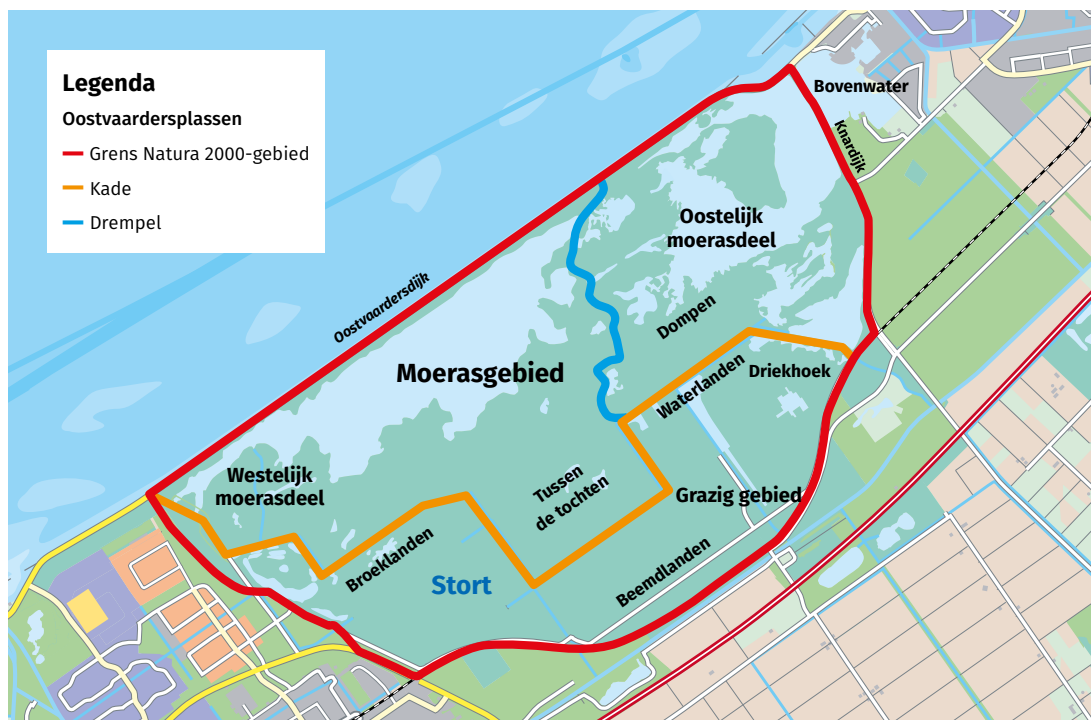 Legenda
Oostvaardersplassen
Grens Natura 2000-gebied
Kade
Drempel
Bovenwater
Knardijk
Oostelijk
moerasdeel
Oostvaardersdijk
Dompen
Moerasgebied
Waterlanden
Driekhoek
Westelijk
moerasdeel
Tussen
de tochten
Grazig gebied
Broeklanden
Stort
Beemdlanden